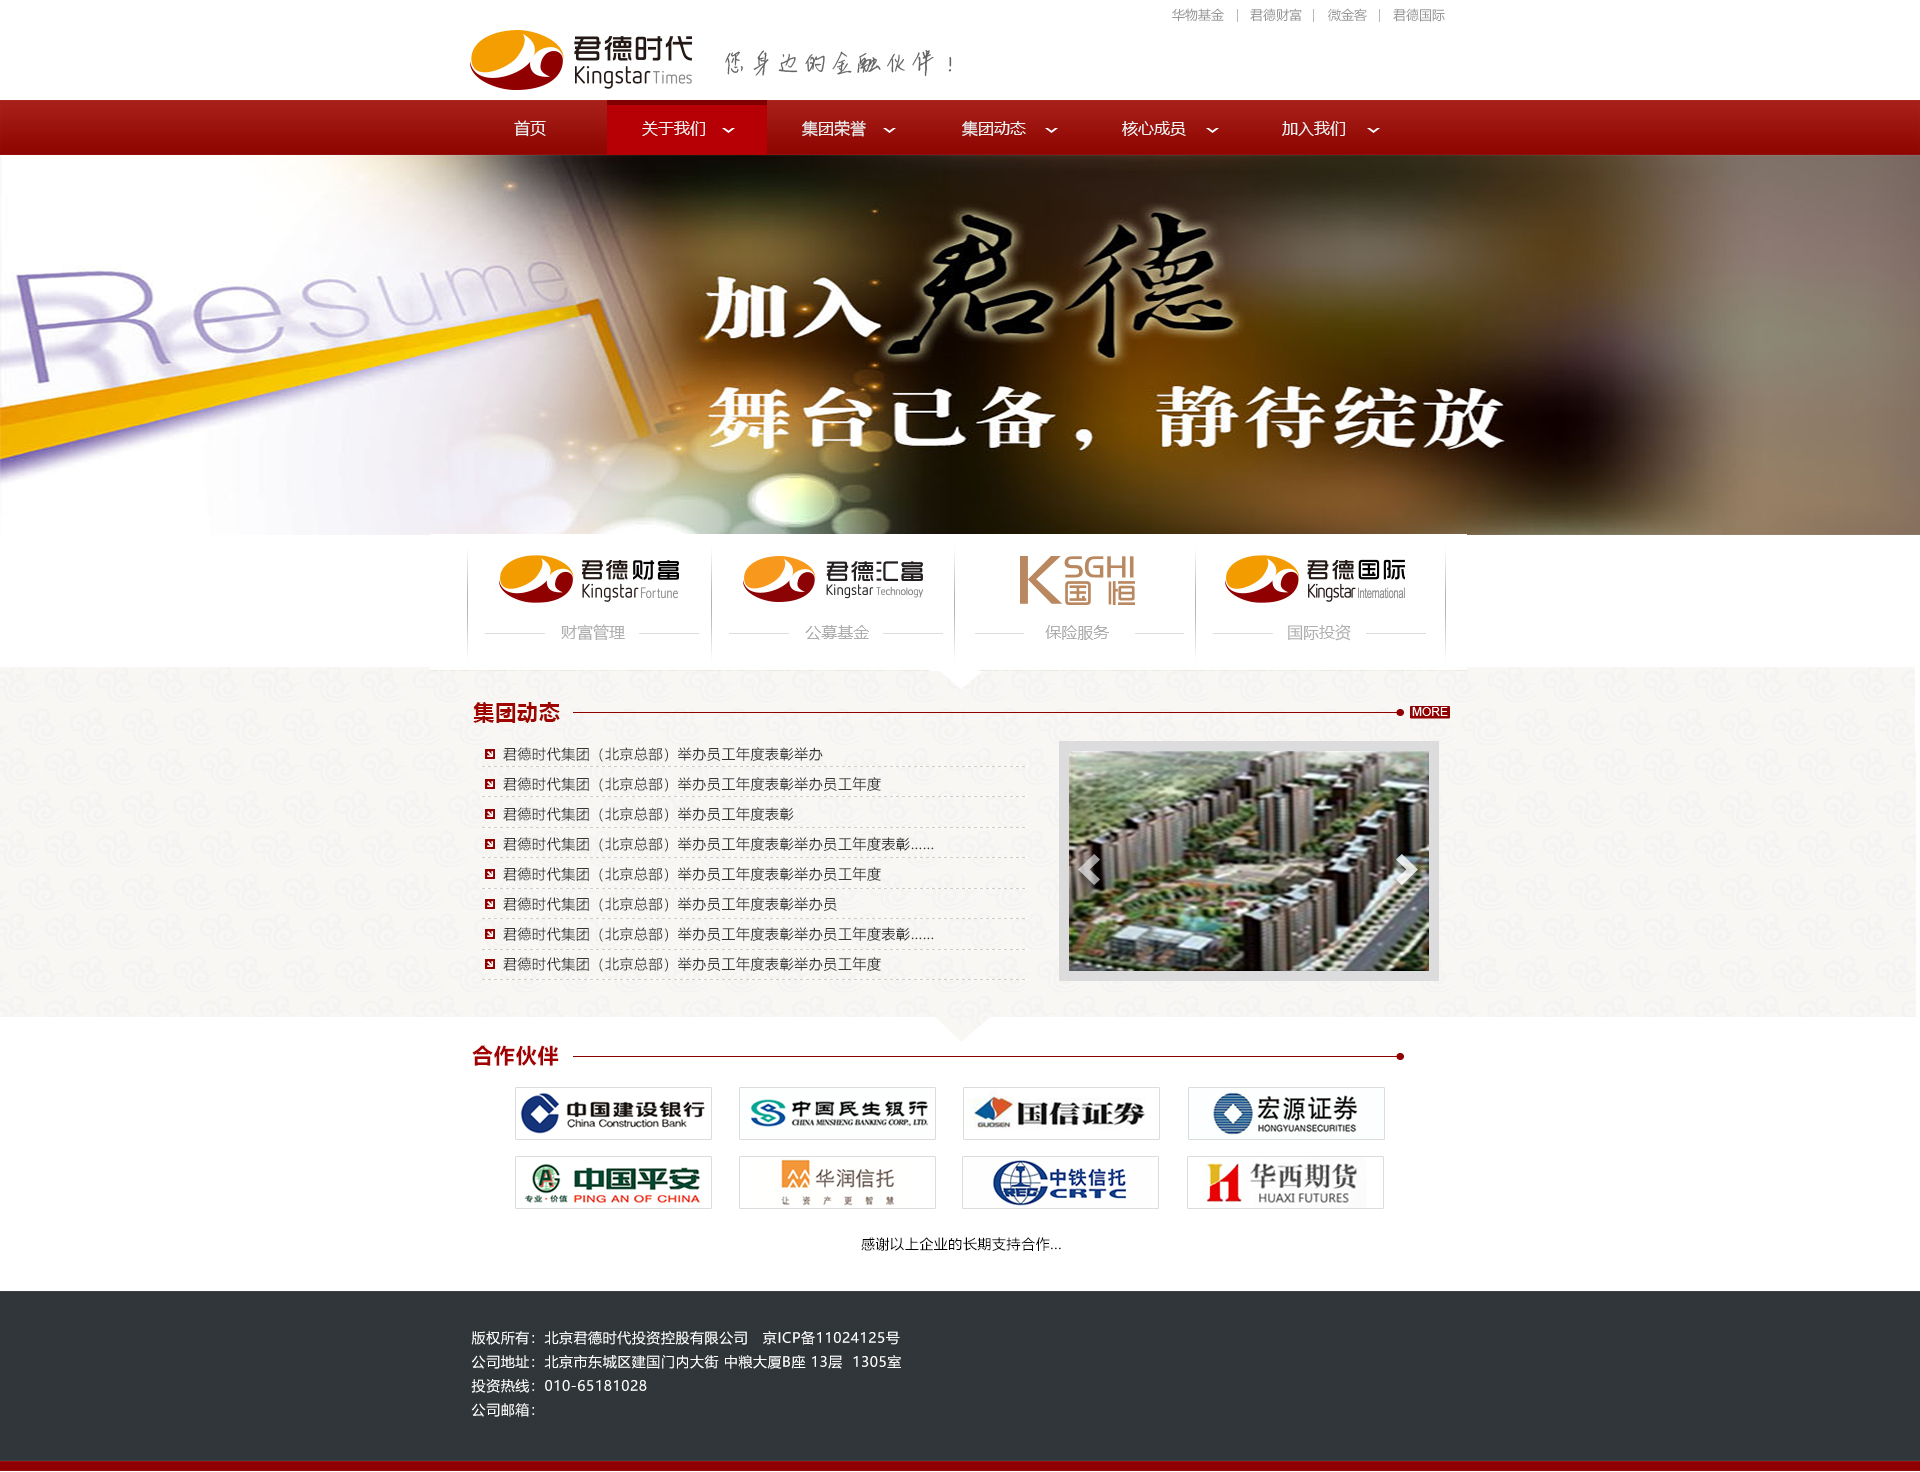 华物基金 | 君德财富 | 微金客 | 君德国际
君德时代
KingstarTimes
您身边的金融伙伴！
首页 关于我们 集团荣誉 集团动态 核心成员 加入我们
Resume
加入君德
舞台已备，静待绽放
君德财富
Kingstar Fortune
财富管理
君德汇富
Kingstar Technology
公募基金
KSGHI
国恒
保险服务
君德国际
Kingstar International
国际投资
集团动态 MORE
君德时代集团（北京总部）举办员工年度表彰举办
君德时代集团（北京总部）举办员工年度表彰举办员工年度
君德时代集团（北京总部）举办员工年度表彰
君德时代集团（北京总部）举办员工年度表彰举办员工年度表彰......
君德时代集团（北京总部）举办员工年度表彰举办员工年度
君德时代集团（北京总部）举办员工年度表彰举办员
君德时代集团（北京总部）举办员工年度表彰举办员工年度表彰......
君德时代集团（北京总部）举办员工年度表彰举办员工年度
合作伙伴
中国建设银行
China Construction Bank
中国民生银行
CHINA MINSHENG BANKING CORP., LTD.
国信证券
GUOSEN
宏源证券
HONGYUANSECURITIES
中国平安
专业·价值 PING AN OF CHINA
华润信托
让资产更智慧
中铁信托
CREC CRTC
华西期货
HUAXI FUTURES
感谢以上企业的长期支持合作...
版权所有：北京君德时代投资控股有限公司 京ICP备11024125号
公司地址：北京市东城区建国门内大街 中粮大厦B座 13层 1305室
投资热线：010-65181028
公司邮箱：